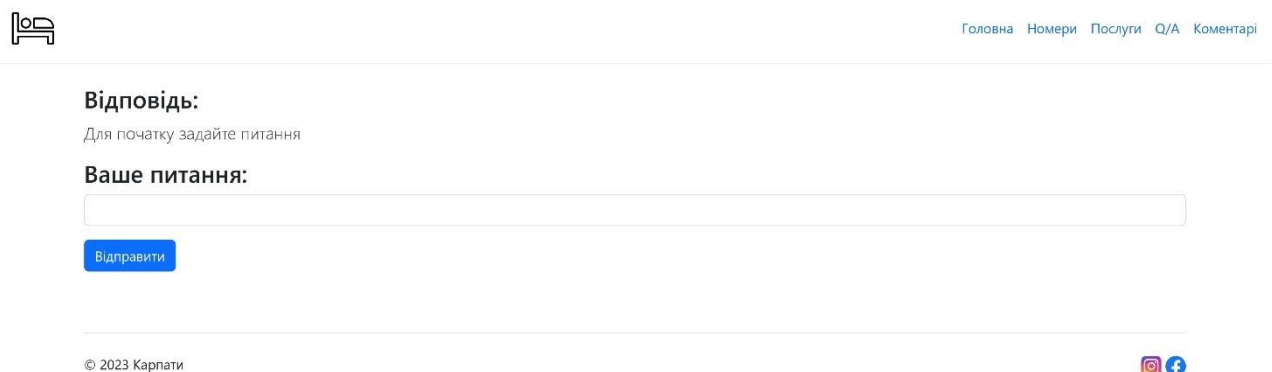 Головна Номери Послуги Q/A Коментарі
Відповідь:
Для початку задайте питання
Ваше питання:
Відправити
© 2023 Карпати